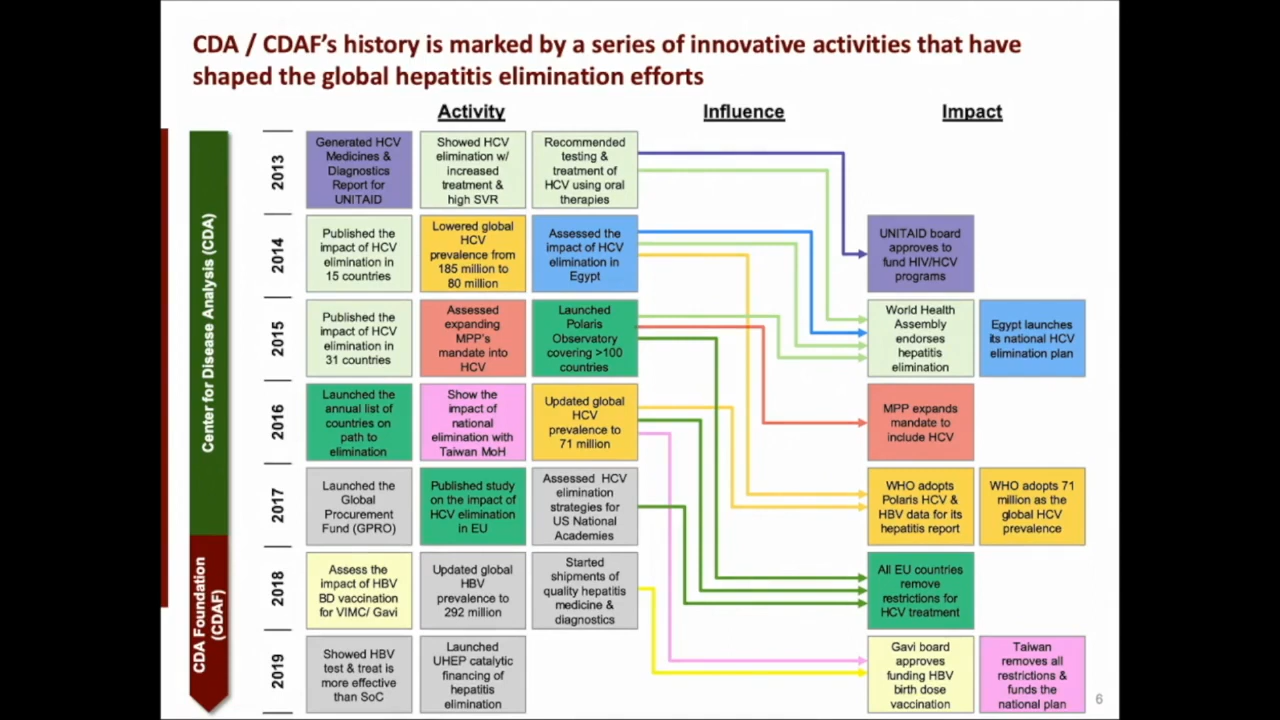 CDA / CDAF's history is marked by a series of innovative activities that have
shaped the global hepatitis elimination efforts
Activity
Influence
Impact
Center for Disease Analysis (CDA)
CDA Foundation
(CDAF)
2013
Generated HCV
Medicines &
Diagnostics
Report for
UNITAID
Showed HCV
elimination w/
increased
treatment &
high SVR
Recommended
testing &
treatment of
HCV using oral
therapies
2014
Published the
impact of HCV
elimination in
15 countries
Lowered global
HCV
prevalence from
185 million to
80 million
Assessed the
impact of HCV
elimination in
Egypt
UNITAID board
approves to
fund HIV/HCV
programs
2015
Published the
impact of HCV
elimination in
31 countries
Assessed
expanding
MPP's
mandate into
HCV
Launched
Polaris
Observatory
covering >100
countries
World Health
Assembly
endorses
hepatitis
elimination
Egypt launches
its national HCV
elimination plan
2016
Launched the
annual list of
countries on
path to
elimination
Show the
impact of
national
elimination with
Taiwan MoH
Updated global
HCV
prevalence to
71 million
MPP expands
mandate to
include HCV
2017
Launched the
Global
Procurement
Fund (GPRO)
Published study
on the impact of
HCV elimination
in EU
Assessed HCV
elimination
strategies for
US National
Academies
WHO adopts
Polaris HCV &
HBV data for its
hepatitis report
WHO adopts 71
million as the
global HCV
prevalence
2018
Assess the
impact of HBV
BD vaccination
for VIMC/ Gavi
Updated global
HBV
prevalence to
292 million
Started
shipments of
quality hepatitis
medicine &
diagnostics
All EU countries
remove
restrictions for
HCV treatment
2019
Showed HBV
test & treat is
more effective
than SoC
Launched
UHEP catalytic
financing of
hepatitis
elimination
Gavi board
approves
funding HBV
birth dose
vaccination
Taiwan
removes all
restrictions &
funds the
national plan
6